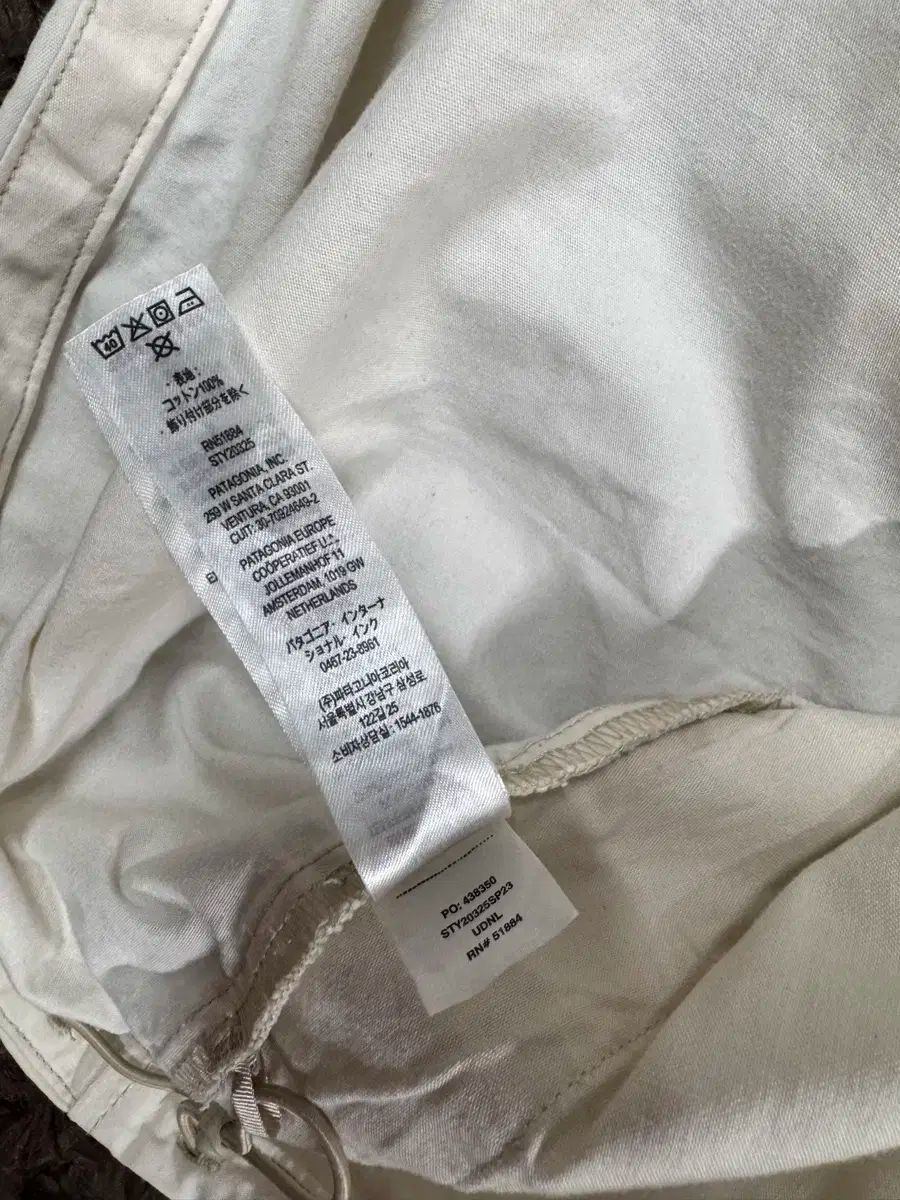 40
・表地：
コットン100%
・飾り付け部分を除く
RN51884
STY20325
PATAGONIA, INC.
259 W SANTA CLARA ST.
VENTURA, CA 93001
CUIT: 30-70924649-2
PATAGONIA EUROPE
COÖPERATIEF U.A.
JOLLEMANHOF 11
AMSTERDAM, 1019 GW
NETHERLANDS
パタゴニア・インターナ
ショナル・インク
0467-23-8961
(주)파타고니아코리아
서울특별시 강남구 삼성로
122길 25
소비자상담실: 1544-1876
PO: 438350
STY20325SP23
UDNL
RN# 51884